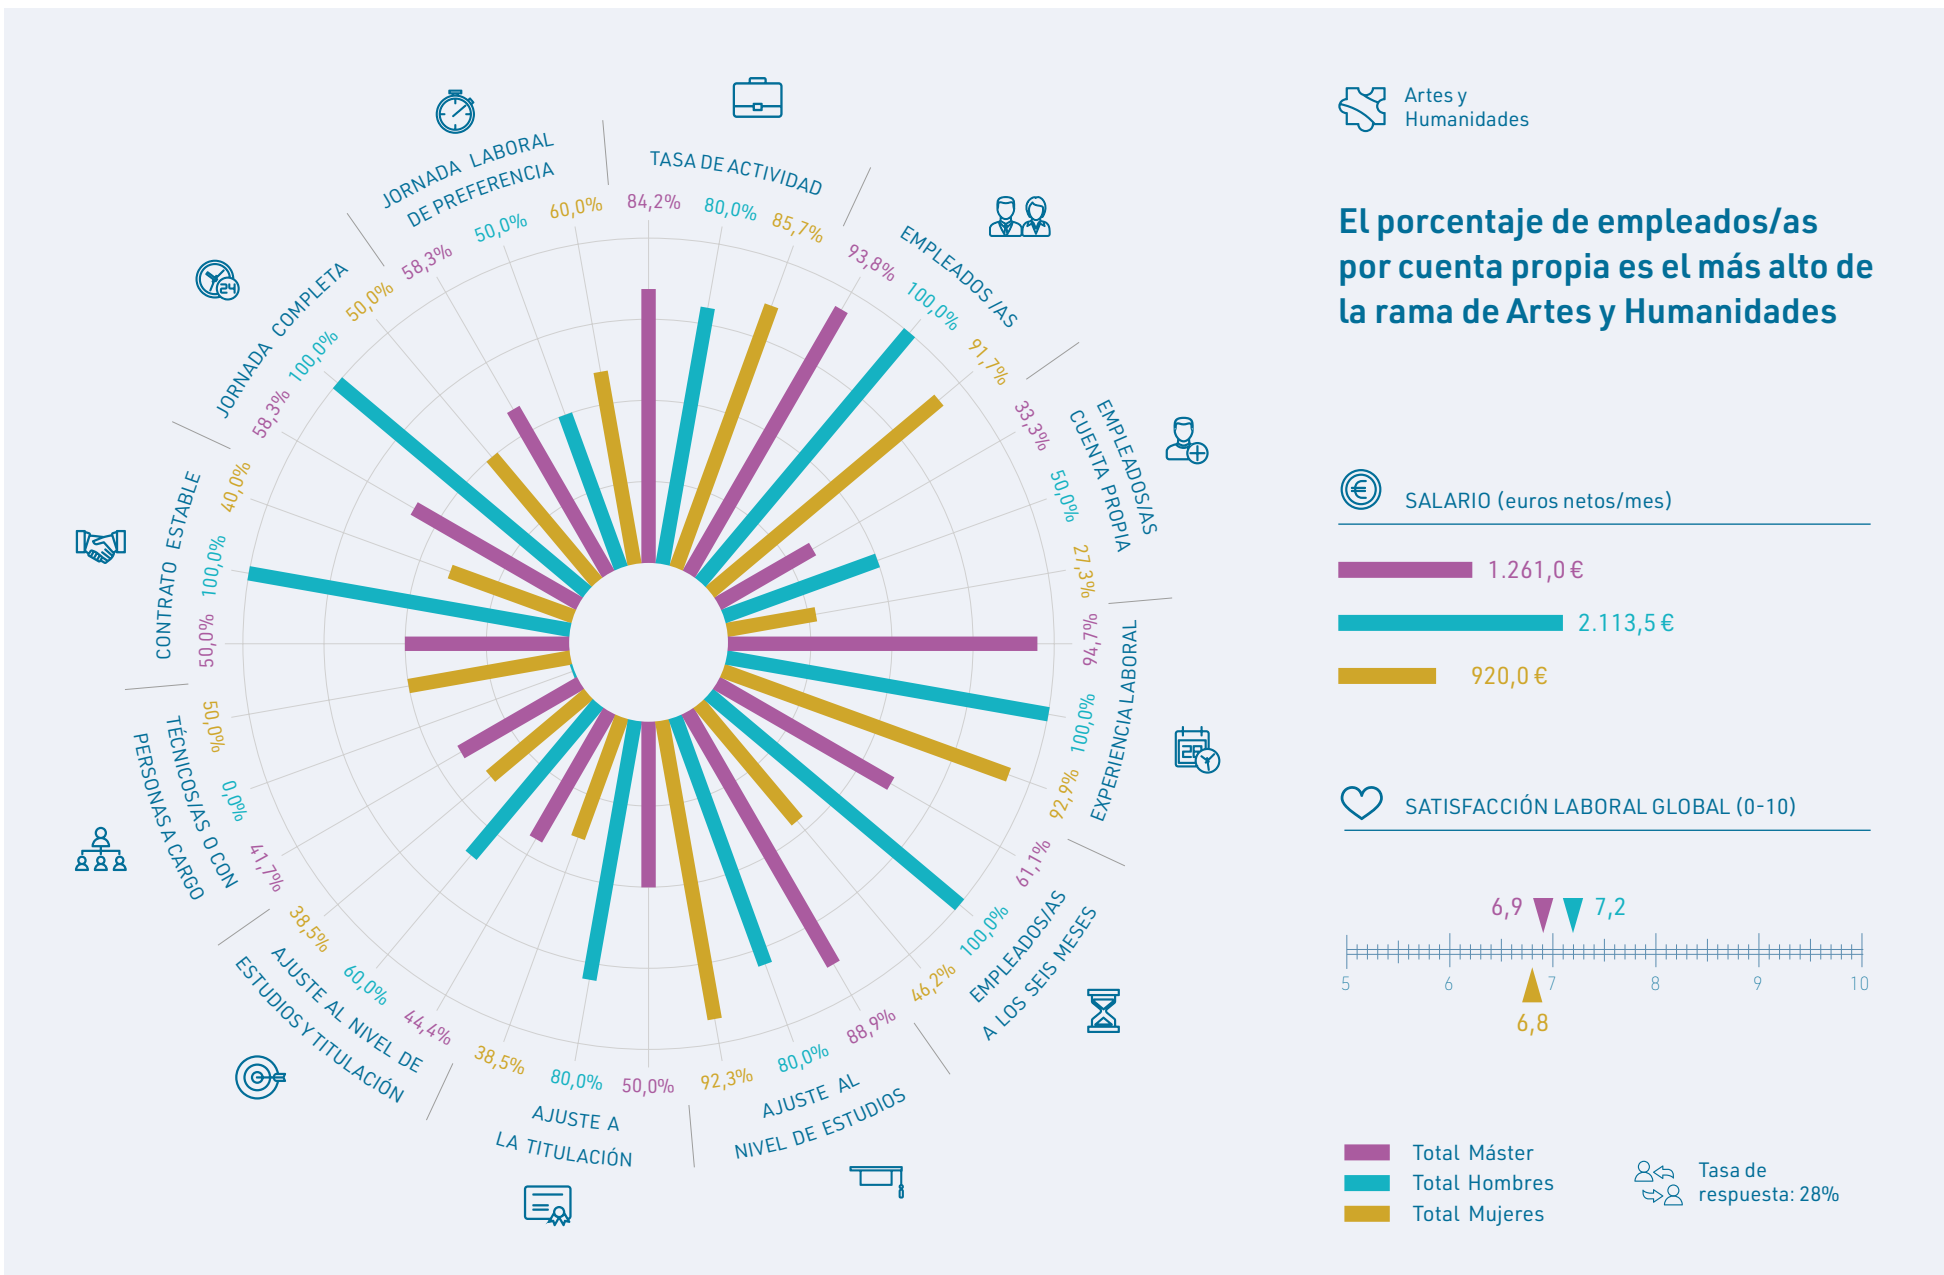 JORNADA LABORAL
DE PREFERENCIA
58,3%
50,0%
60,0%
TASA DE ACTIVIDAD
84,2%
80,0%
85,7%
EMPLEADOS /AS
93,8%
100,0%
91,7%
EMPLEADOS/AS
CUENTA PROPIA
33,3%
50,0%
27,3%
EXPERIENCIA LABORAL
94,7%
100,0%
92,9%
EMPLEADOS/AS
A LOS SEIS MESES
61,1%
100,0%
46,2%
AJUSTE AL
NIVEL DE ESTUDIOS
88,9%
80,0%
92,3%
AJUSTE A
LA TITULACIÓN
50,0%
80,0%
38,5%
AJUSTE AL NIVEL DE
ESTUDIOS Y TITULACIÓN
44,4%
60,0%
38,5%
TÉCNICOS/AS O CON
PERSONAS A CARGO
41,7%
0,0%
50,0%
CONTRATO ESTABLE
50,0%
100,0%
40,0%
JORNADA COMPLETA
58,3%
100,0%
50,0%
24
28
Artes y
Humanidades
El porcentaje de empleados/as
por cuenta propia es el más alto de
la rama de Artes y Humanidades
€ SALARIO (euros netos/mes)
1.261,0 €
2.113,5 €
920,0 €
SATISFACCIÓN LABORAL GLOBAL (0-10)
6,9 7,2
5 6 7 8 9 10
6,8
Total Máster
Total Hombres
Total Mujeres
Tasa de
respuesta: 28%